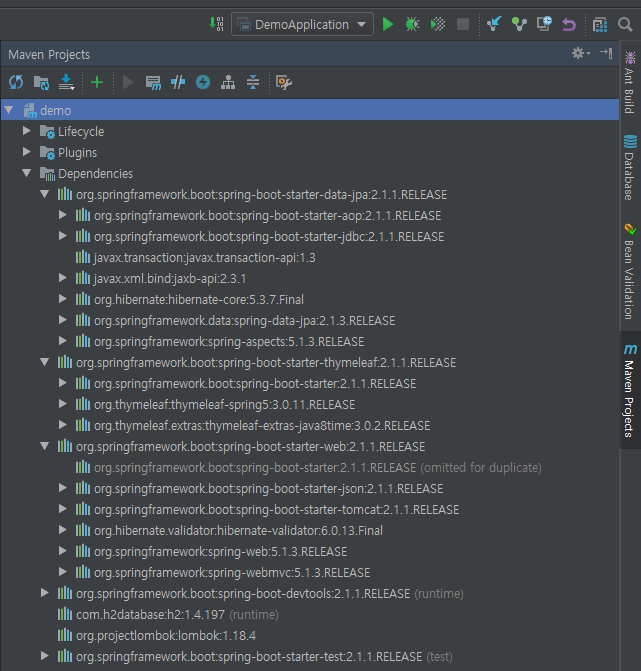 DemoApplication
Maven Projects
demo
Lifecycle
Plugins
Dependencies
org.springframework.boot:spring-boot-starter-data-jpa:2.1.1.RELEASE
org.springframework.boot:spring-boot-starter-aop:2.1.1.RELEASE
org.springframework.boot:spring-boot-starter-jdbc:2.1.1.RELEASE
javax.transaction:javax.transaction-api:1.3
javax.xml.bind:jaxb-api:2.3.1
org.hibernate:hibernate-core:5.3.7.Final
org.springframework.data:spring-data-jpa:2.1.3.RELEASE
org.springframework:spring-aspects:5.1.3.RELEASE
org.springframework.boot:spring-boot-starter-thymeleaf:2.1.1.RELEASE
org.springframework.boot:spring-boot-starter:2.1.1.RELEASE
org.thymeleaf:thymeleaf-spring5:3.0.11.RELEASE
org.thymeleaf.extras:thymeleaf-extras-java8time:3.0.2.RELEASE
org.springframework.boot:spring-boot-starter-web:2.1.1.RELEASE
org.springframework.boot:spring-boot-starter:2.1.1.RELEASE (omitted for duplicate)
org.springframework.boot:spring-boot-starter-json:2.1.1.RELEASE
org.springframework.boot:spring-boot-starter-tomcat:2.1.1.RELEASE
org.hibernate.validator:hibernate-validator:6.0.13.Final
org.springframework:spring-web:5.1.3.RELEASE
org.springframework:spring-webmvc:5.1.3.RELEASE
org.springframework.boot:spring-boot-devtools:2.1.1.RELEASE (runtime)
com.h2database:h2:1.4.197 (runtime)
org.projectlombok:lombok:1.18.4
org.springframework.boot:spring-boot-starter-test:2.1.1.RELEASE (test)
Ant Build
Database
Bean Validation
Maven Projects